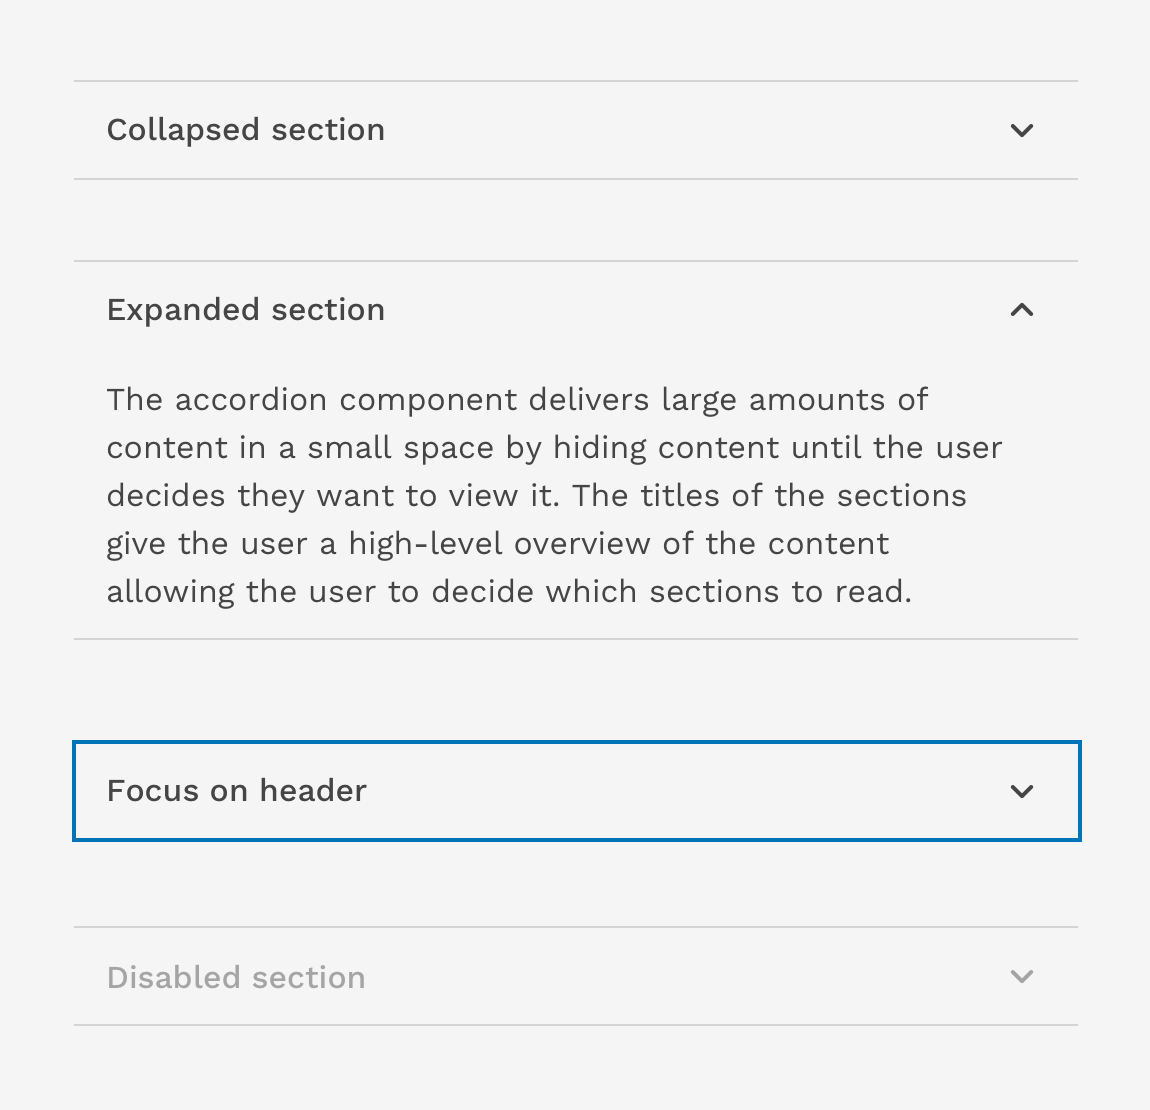 Collapsed section
Expanded section
The accordion component delivers large amounts of
content in a small space by hiding content until the user
decides they want to view it. The titles of the sections
give the user a high-level overview of the content
allowing the user to decide which sections to read.
Focus on header
Disabled section